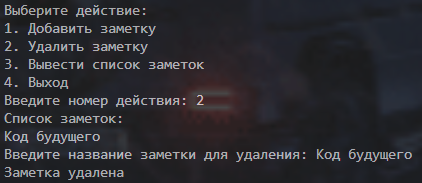 Выберите действие:
1. Добавить заметку
2. Удалить заметку
3. Вывести список заметок
4. Выход
Введите номер действия: 2
Список заметок:
Код будущего
Введите название заметки для удаления: Код будущего
Заметка удалена